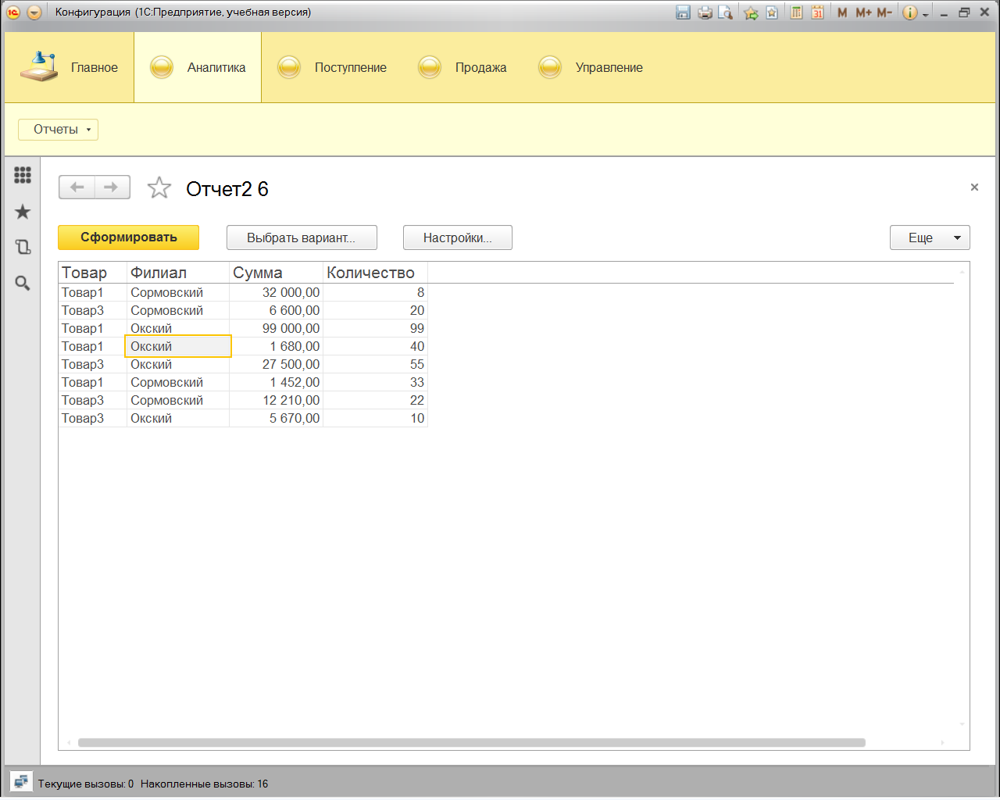 Конфигурация (1С:Предприятие, учебная версия)
31 M M+ M-
Главное Аналитика Поступление Продажа Управление
Отчеты
Отчет2 6
Сформировать Выбрать вариант... Настройки... Еще
Товар Филиал Сумма Количество
Товар1 Сормовский 32 000,00 8
Товар3 Сормовский 6 600,00 20
Товар1 Окский 99 000,00 99
Товар1 Окский 1 680,00 40
Товар3 Окский 27 500,00 55
Товар1 Сормовский 1 452,00 33
Товар3 Сормовский 12 210,00 22
Товар3 Окский 5 670,00 10
Текущие вызовы: 0 Накопленные вызовы: 16